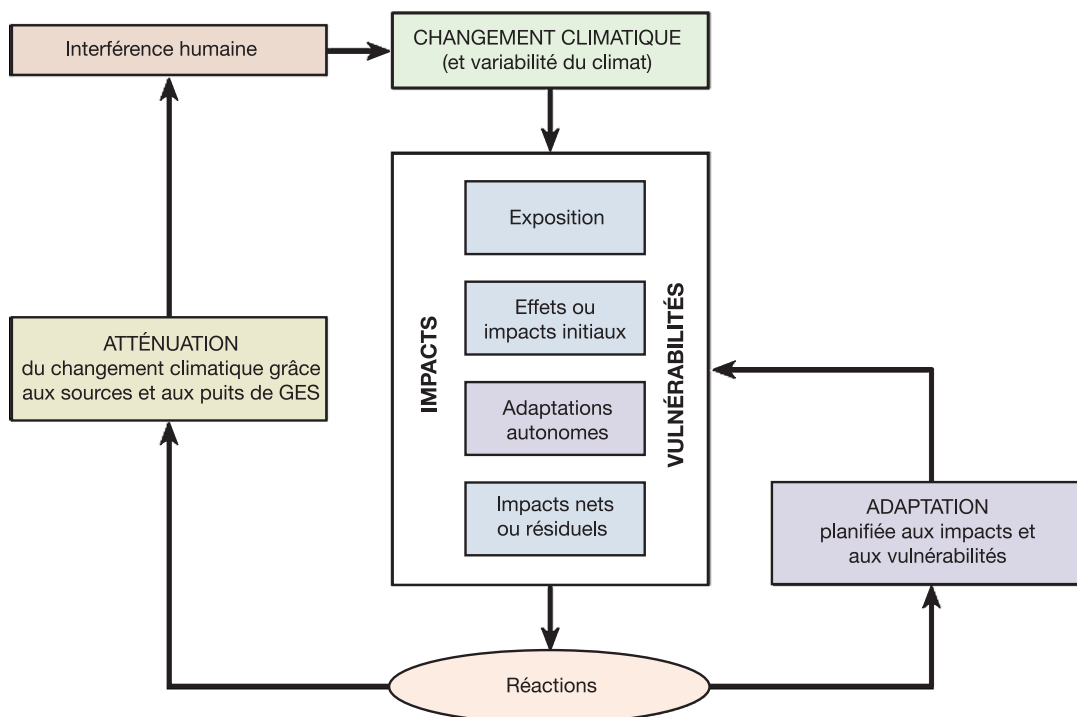 Interférence humaine
CHANGEMENT CLIMATIQUE
(et variabilité du climat)
IMPACTS
Exposition
Effets ou
impacts initiaux
Adaptations
autonomes
Impacts nets
ou résiduels
VULNÉRABILITÉS
ATTÉNUATION
du changement climatique grâce
aux sources et aux puits de GES
ADAPTATION
planifiée aux impacts et
aux vulnérabilités
Réactions